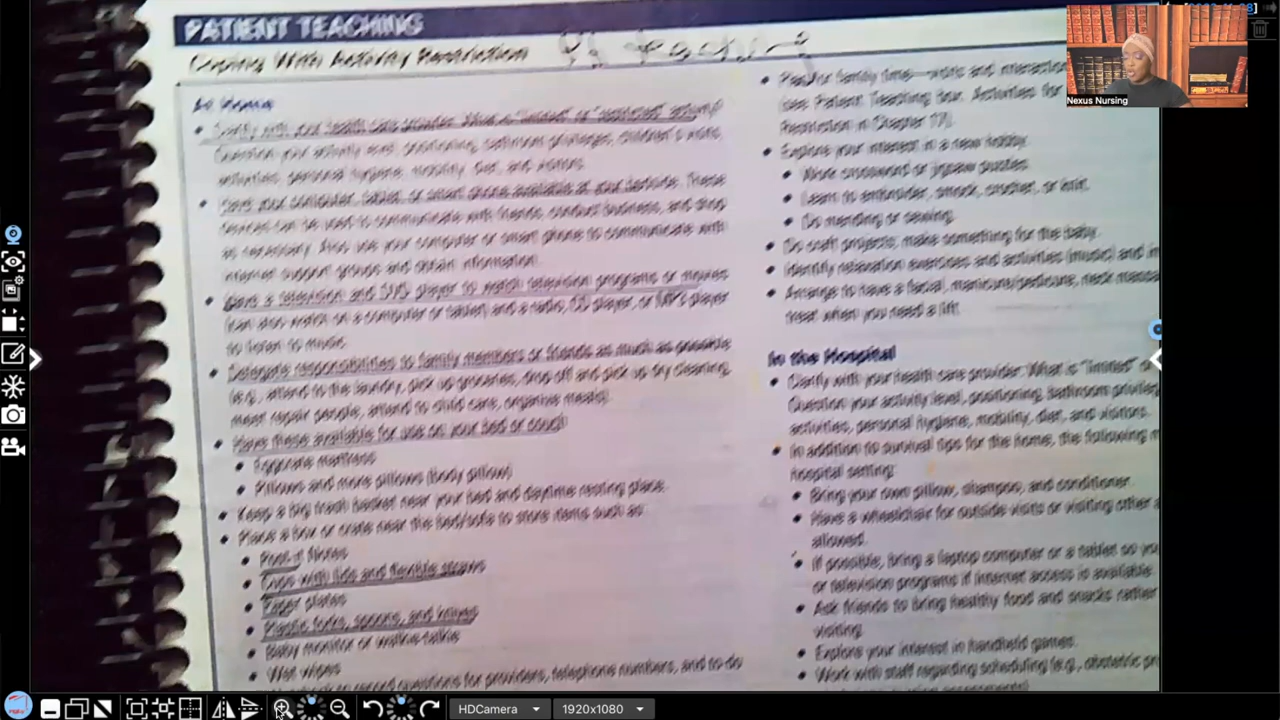 PATIENT TEACHING
Coping With Activity Restriction Pt teaching
At Home
• Clarify with your health care provider: What is "limited" or "restricted" activity?
Question your activity level, positioning, bathroom privileges, children's visits,
activities, personal hygiene, mobility, diet, and visitors.
• Have your computer, tablet, or smart phone available at your bedside. These
devices can be used to communicate with friends, conduct business, and shop
as necessary. Also use your computer or smart phone to communicate with
internet support groups and obtain information.
• Have a television and DVD player to watch television programs or movies
(can also watch on a computer or tablet) and a radio, CD player, or MP3 player
to listen to music.
• Delegate responsibilities to family members or friends as much as possible
(e.g., attend to the laundry, pick up groceries, drop off and pick up dry cleaning,
meet repair people, attend to child care, organize meals).
• Have these available for use on your bed or couch:
• Eggcrate mattress
• Pillows and more pillows (body pillow)
• Keep a big trash basket near your bed and daytime resting place.
• Place a box or crate near the bed/sofa to store items such as:
• Post-it Notes
• Cups with lids and flexible straws
• Paper plates
• Plastic forks, spoons, and knives
• Baby monitor or walkie-talkie
• Wet wipes
to record questions for providers, telephone numbers, and to-do
• Plan for family time—visits and interaction
(see Patient Teaching box: Activities for
Restriction in Chapter 17).
• Explore your interest in a new hobby.
• Work crossword or jigsaw puzzles.
• Learn to embroider, smock, crochet, or knit.
• Do mending or sewing.
• Do craft projects; make something for the baby.
• Identify relaxation exercises and activities (music) and
• Arrange to have a facial, manicure/pedicure, neck massage
treat when you need a lift.
In the Hospital
• Clarify with your health care provider: What is "limited"
Question your activity level, positioning, bathroom
activities, personal hygiene, mobility, diet, and visitors.
• In addition to survival tips for the home, the following
hospital setting:
• Bring your own pillow, shampoo, and conditioner.
• Have a wheelchair for outside visits or visiting other
allowed.
• If possible, bring a laptop computer or a tablet so you
or television programs if Internet access is available.
• Ask friends to bring healthy food and snacks rather
visiting.
• Explore your interest in handheld games.
• Work with staff regarding scheduling (e.g., obstetric
Nexus Nursing
HDCamera
1920x1080